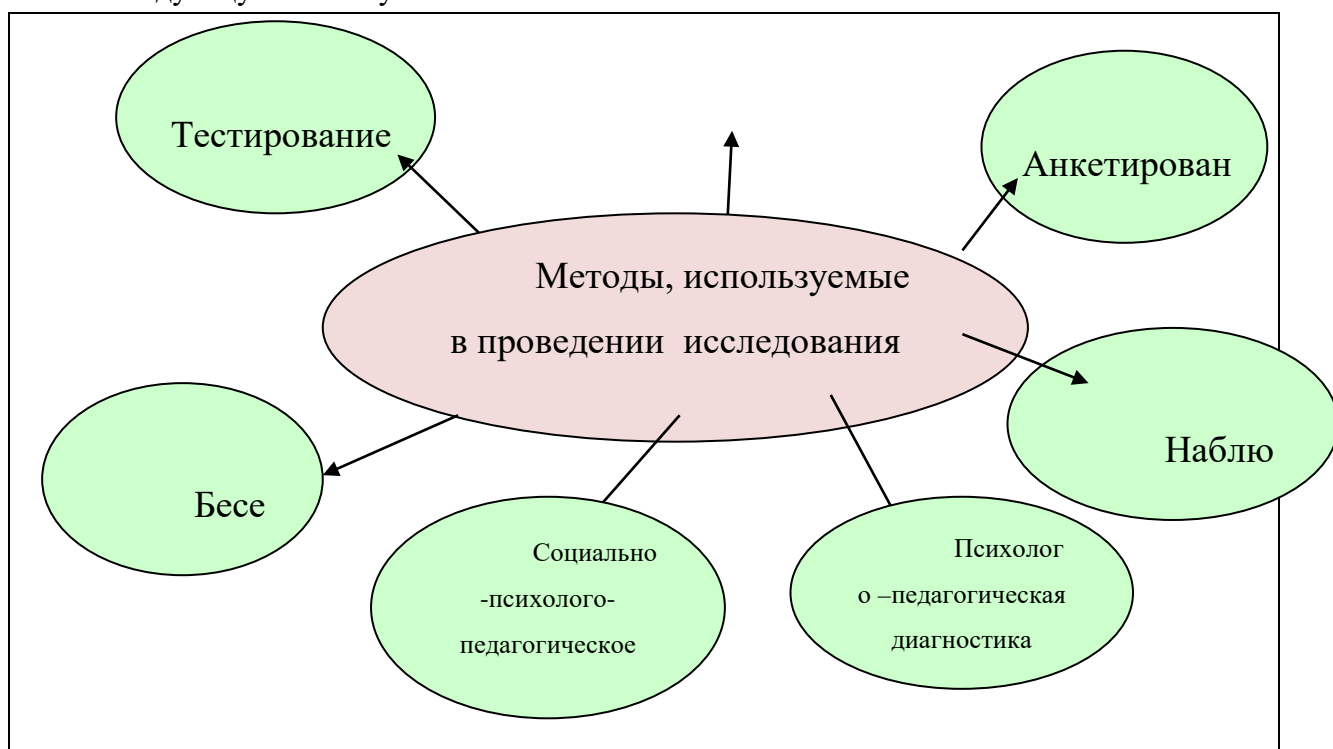 Тестирование
Анкетирован
Методы, используемые
в проведении исследования
Наблю
Бесе
Социально
-психолого-
педагогическое
Психолог
о –педагогическая
диагностика